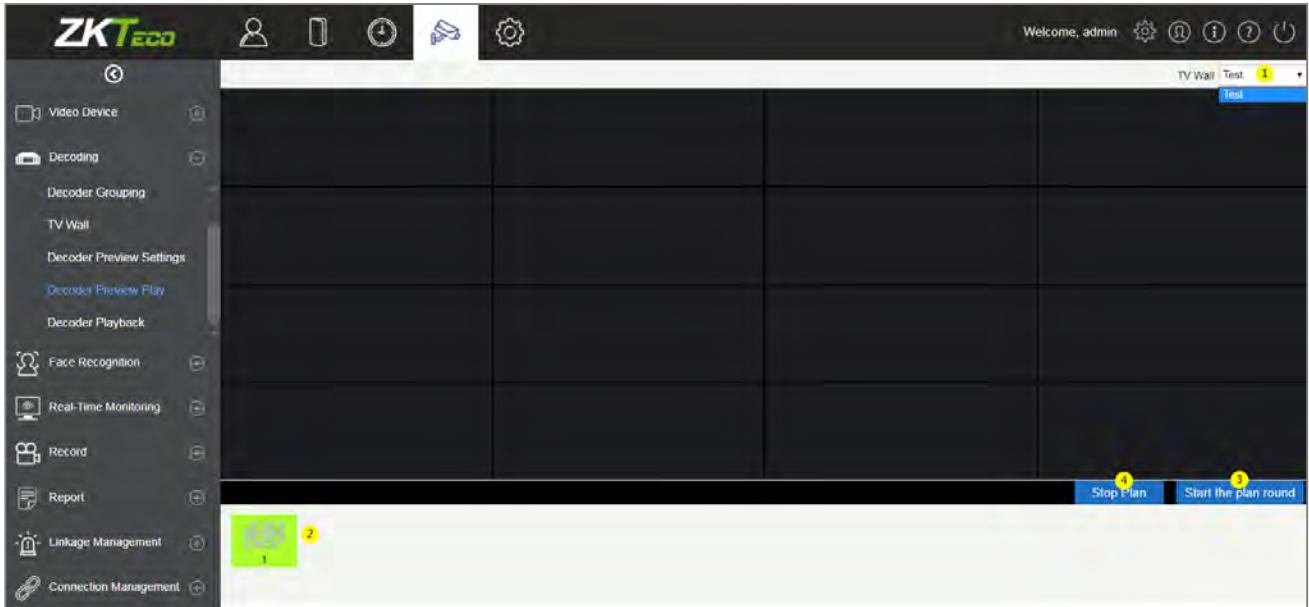 ZKTeco
Welcome, admin
TV Wall Test 1
Test
Video Device
Decoding
Decoder Grouping
TV Wall
Decoder Preview Settings
Decoder Preview Play
Decoder Playback
Face Recognition
Real-Time Monitoring
Record
Report
Linkage Management
Connection Management
4
3
Stop Plan
Start the plan round
2
1